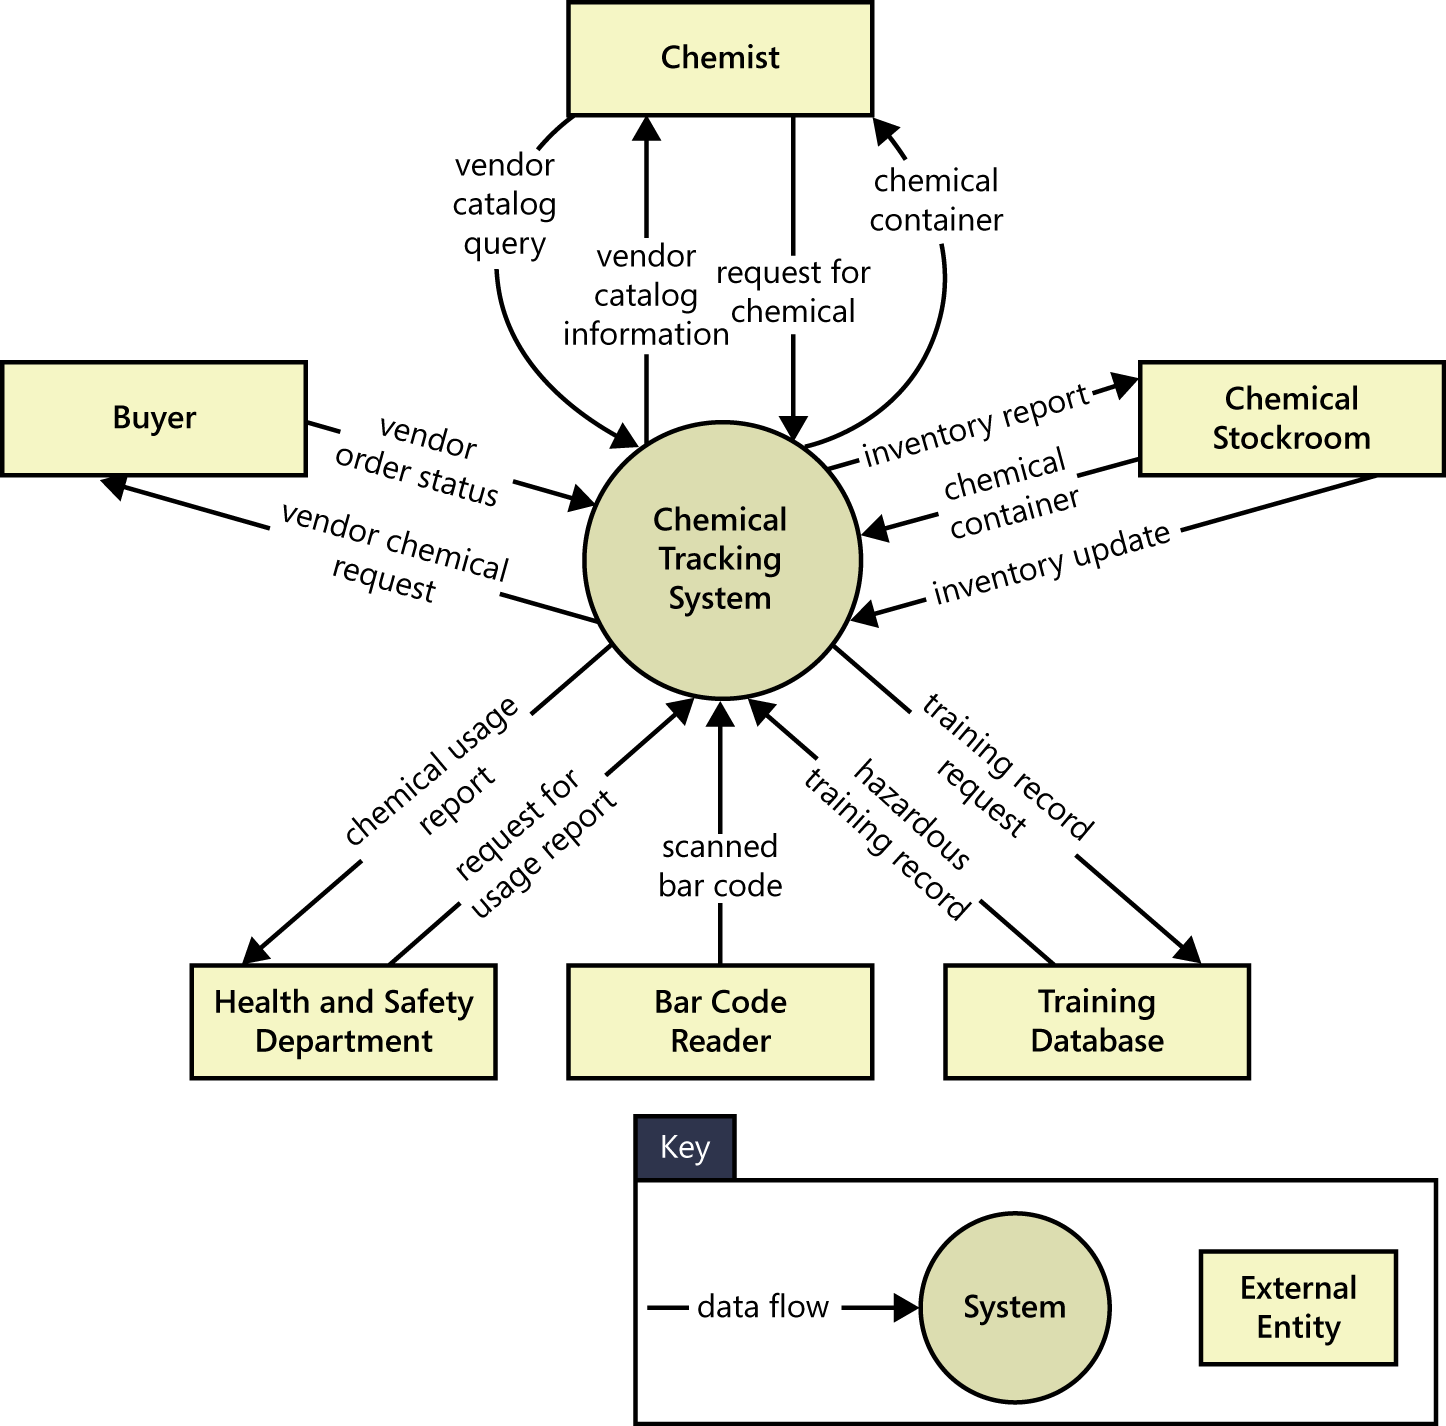 Chemist
vendor
catalog
query
vendor
catalog
information
request for
chemical
chemical
container
Buyer
vendor
order status
vendor chemical
request
Chemical
Tracking
System
inventory report
chemical
container
inventory update
Chemical
Stockroom
chemical usage
report
request for
usage report
scanned
bar code
hazardous
training record
training record
request
Health and Safety
Department
Bar Code
Reader
Training
Database
Key
data flow
System
External
Entity